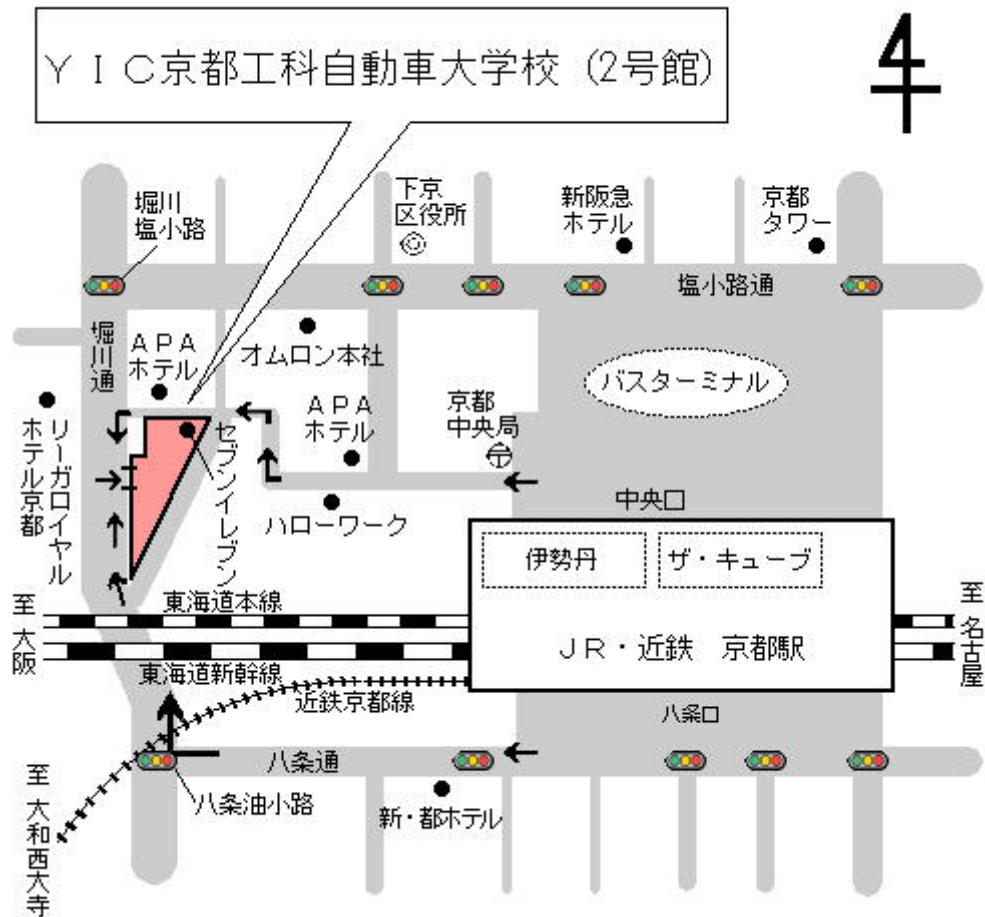 ＹＩＣ京都工科自動車大学校 (2号館)
堀川
塩小路
下京
区役所
新阪急
ホテル
京都
タワー
塩小路通
堀川通
ＡＰＡ
ホテル
オムロン本社
バスターミナル
リーガロイヤル
ホテル京都
ＡＰＡ
ホテル
京都
中央局
セブンイレブン
ハローワーク
中央口
伊勢丹
ザ・キューブ
至 大阪
東海道本線
至 名古屋
ＪＲ・近鉄 京都駅
東海道新幹線
近鉄京都線
八条口
八条通
至 大和西大寺
八条油小路
新・都ホテル